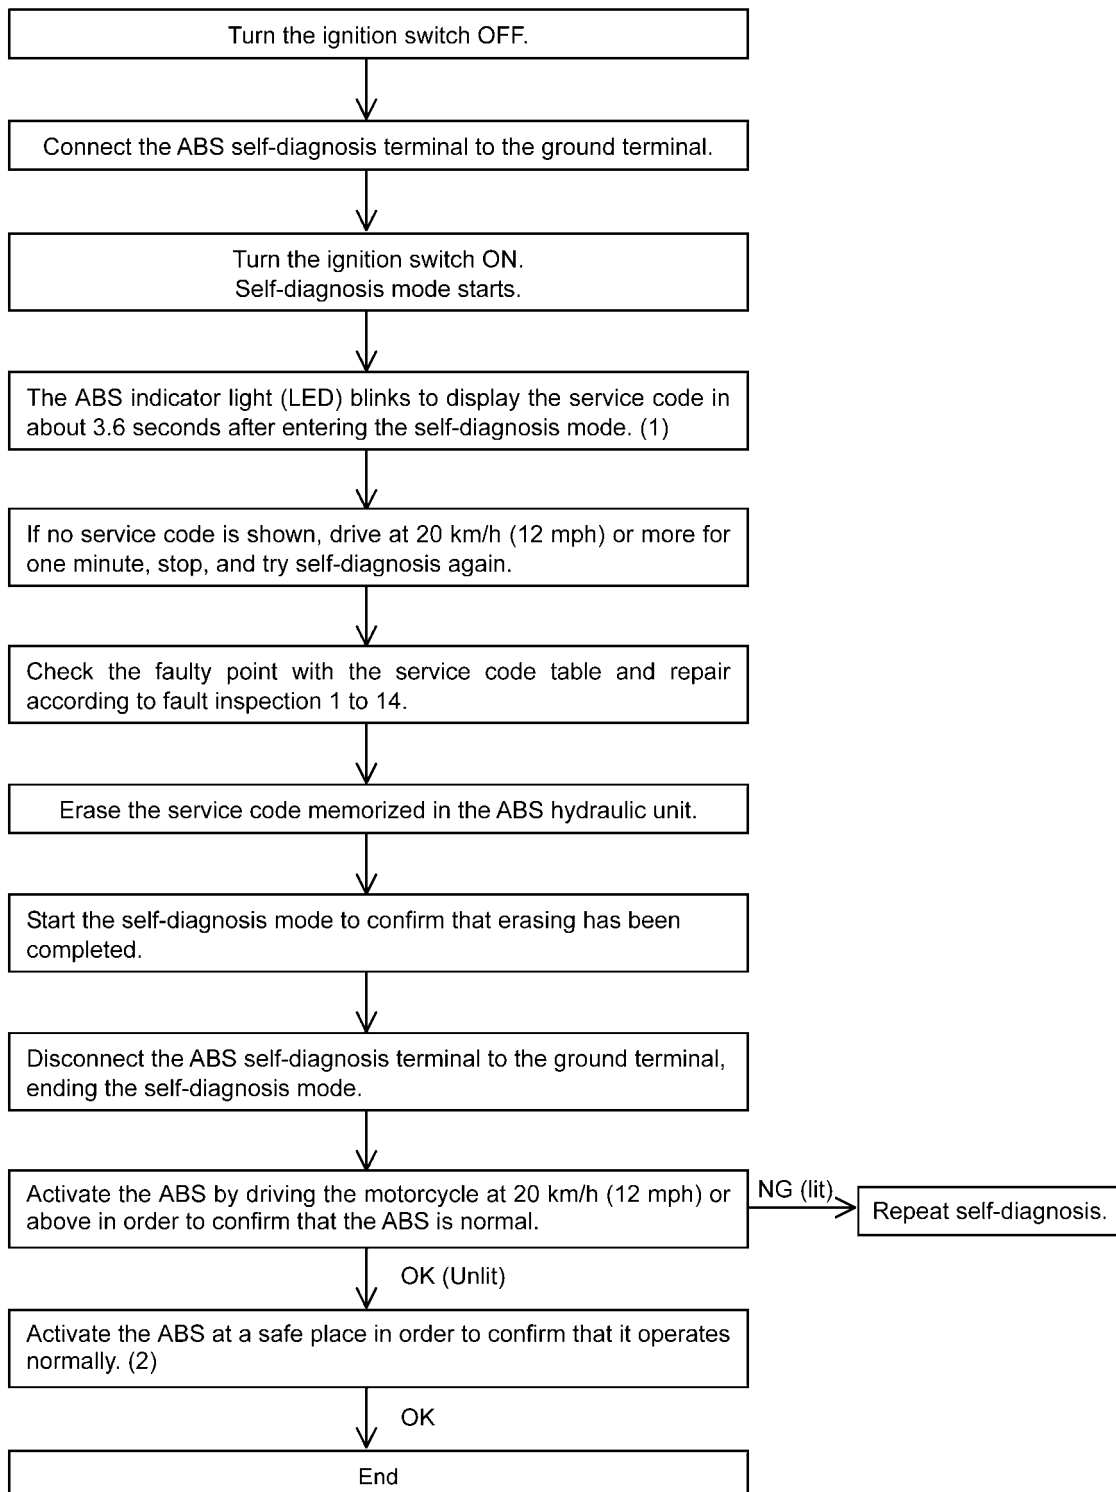 Turn the ignition switch OFF.
Connect the ABS self-diagnosis terminal to the ground terminal.
Turn the ignition switch ON.
Self-diagnosis mode starts.
The ABS indicator light (LED) blinks to display the service code in
about 3.6 seconds after entering the self-diagnosis mode. (1)
If no service code is shown, drive at 20 km/h (12 mph) or more for
one minute, stop, and try self-diagnosis again.
Check the faulty point with the service code table and repair
according to fault inspection 1 to 14.
Erase the service code memorized in the ABS hydraulic unit.
Start the self-diagnosis mode to confirm that erasing has been
completed.
Disconnect the ABS self-diagnosis terminal to the ground terminal,
ending the self-diagnosis mode.
Activate the ABS by driving the motorcycle at 20 km/h (12 mph) or
above in order to confirm that the ABS is normal.
NG (lit)
Repeat self-diagnosis.
OK (Unlit)
Activate the ABS at a safe place in order to confirm that it operates
normally. (2)
OK
End